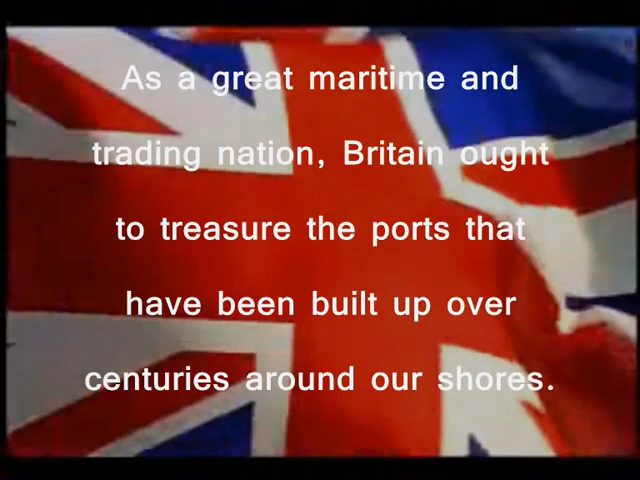 As a great maritime and
trading nation, Britain ought
to treasure the ports that
have been built up over
centuries around our shores.